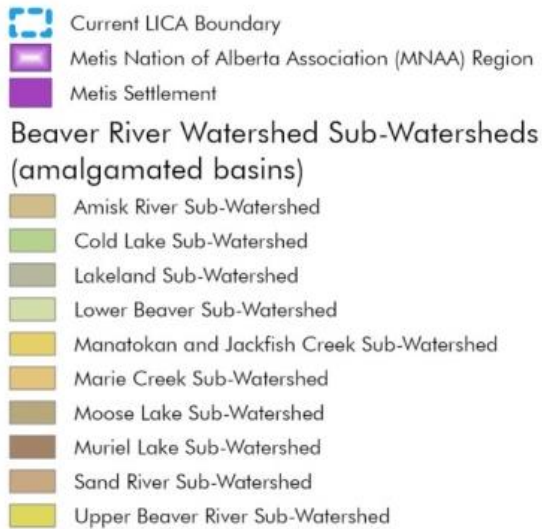 Current LICA Boundary
Metis Nation of Alberta Association (MNAA) Region
Metis Settlement
Beaver River Watershed Sub-Watersheds
(amalgamated basins)
Amisk River Sub-Watershed
Cold Lake Sub-Watershed
Lakeland Sub-Watershed
Lower Beaver Sub-Watershed
Manatokan and Jackfish Creek Sub-Watershed
Marie Creek Sub-Watershed
Moose Lake Sub-Watershed
Muriel Lake Sub-Watershed
Sand River Sub-Watershed
Upper Beaver River Sub-Watershed